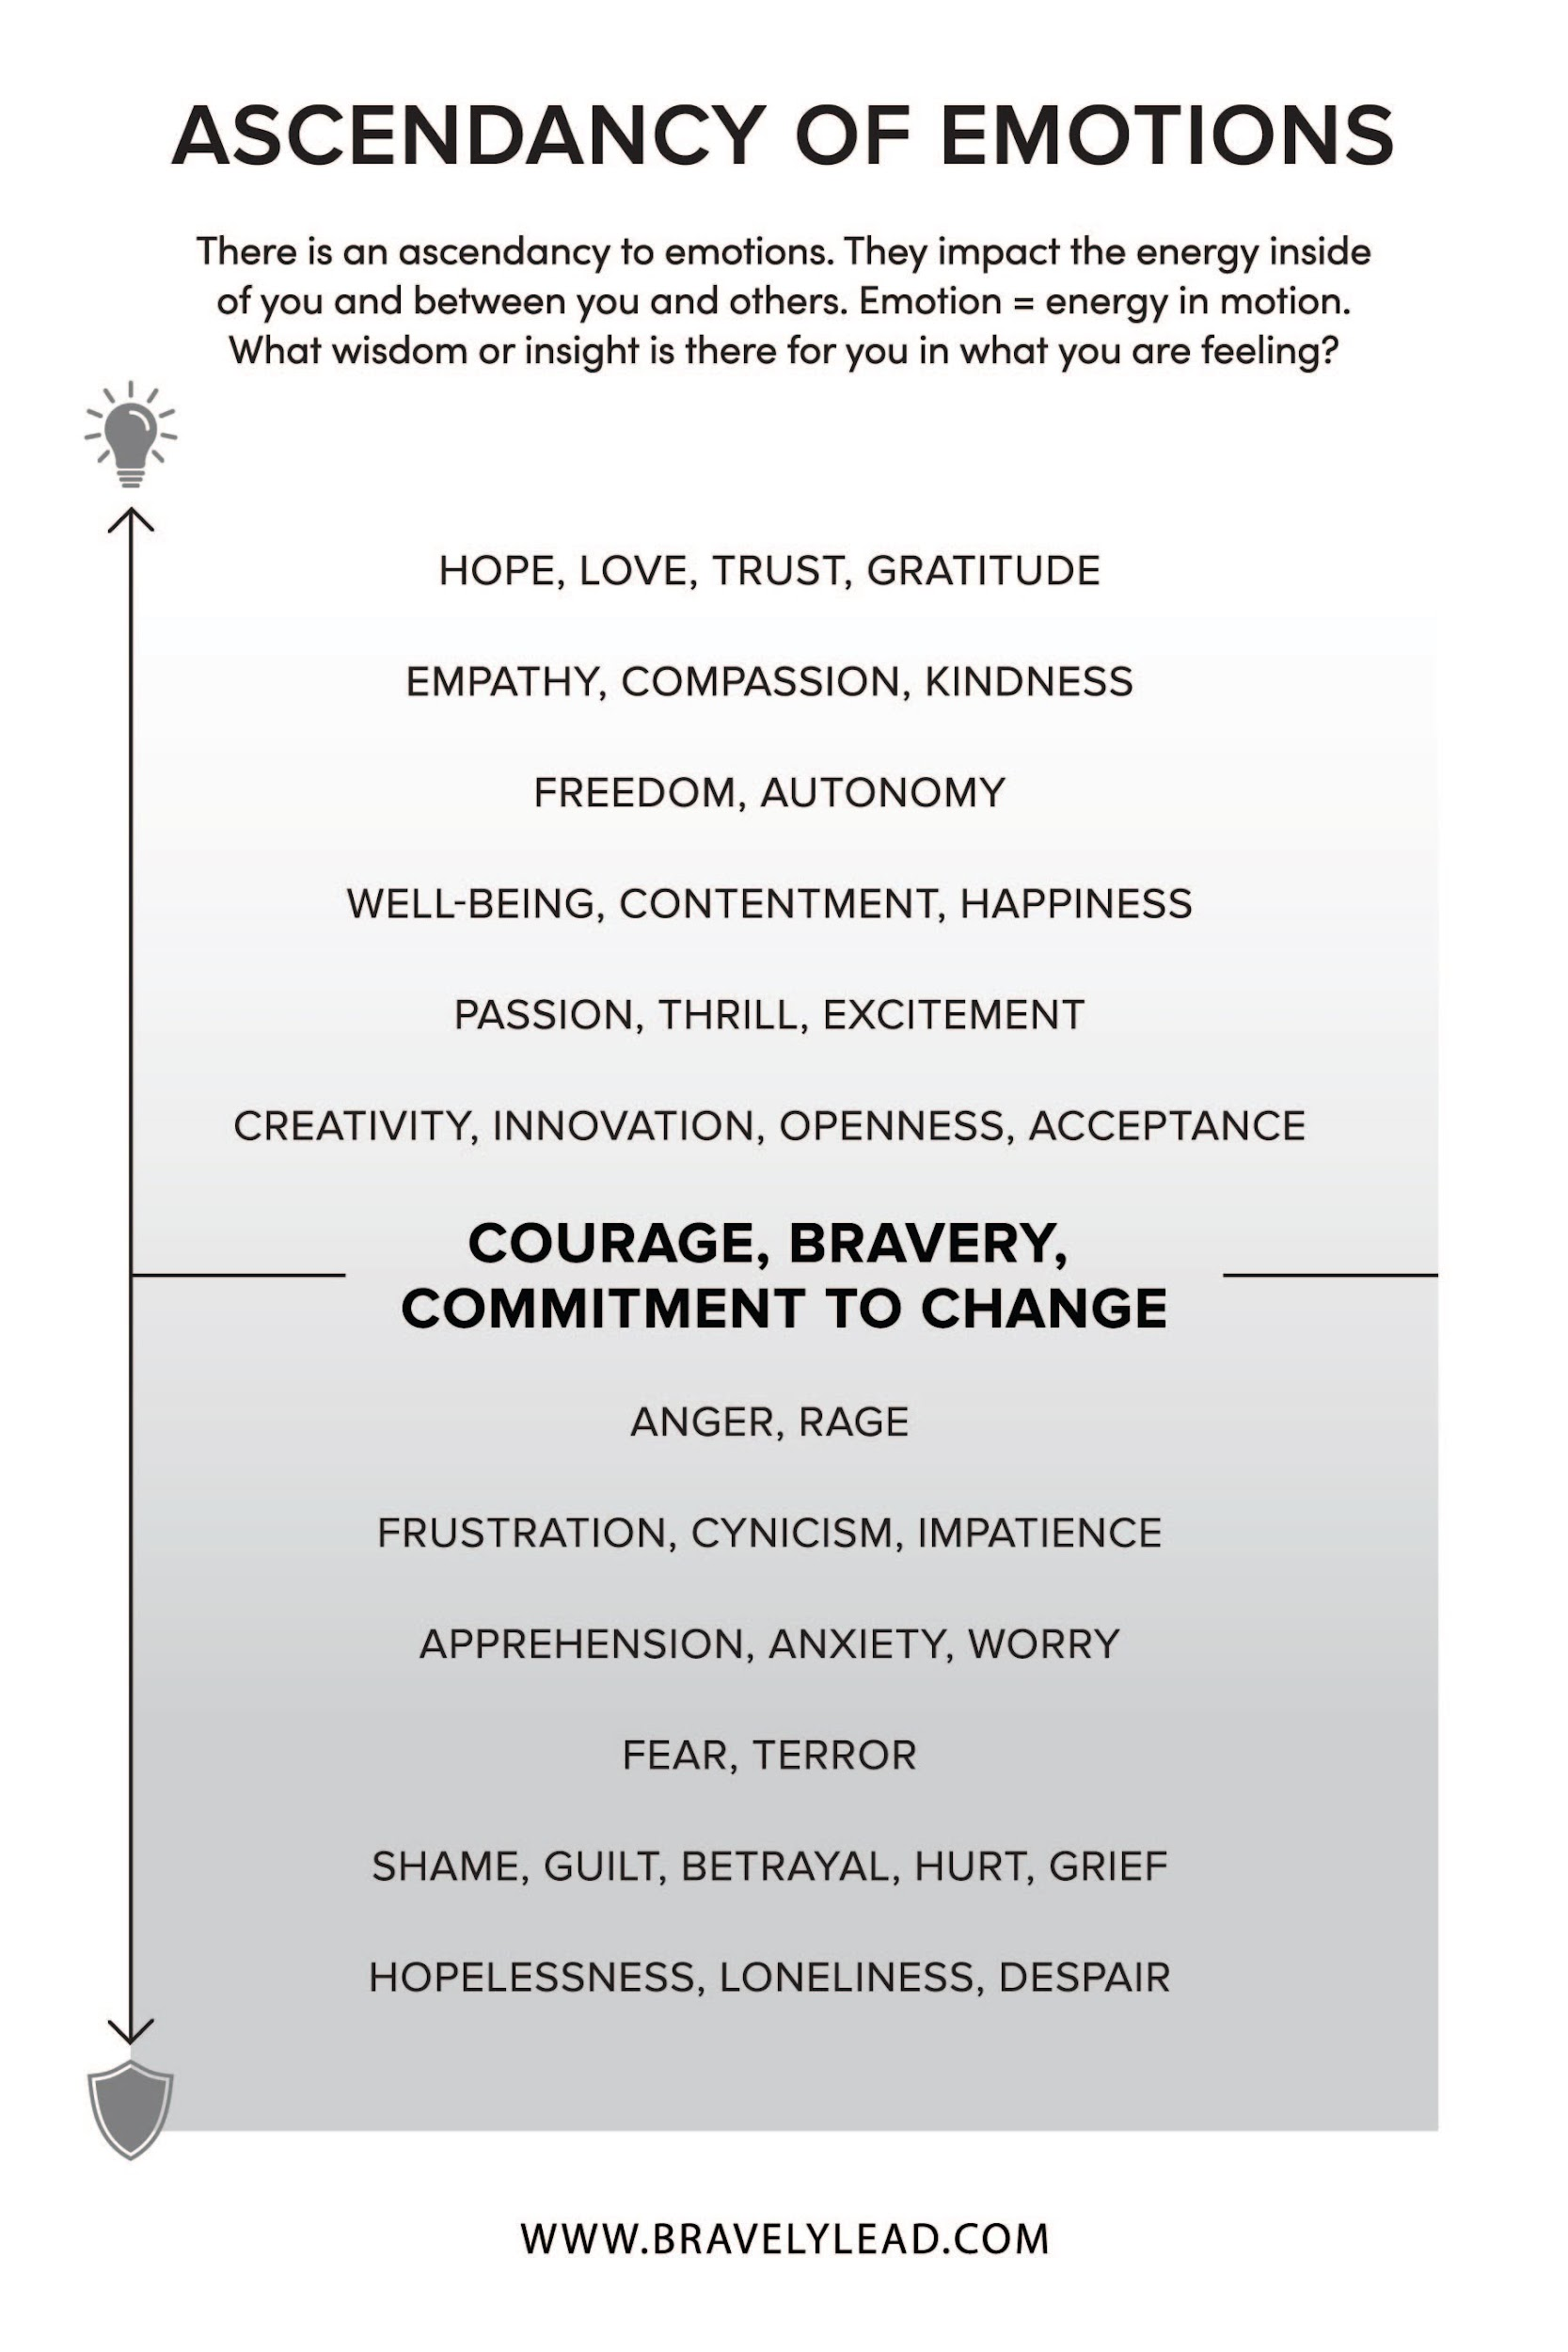 ASCENDANCY OF EMOTIONS
There is an ascendancy to emotions. They impact the energy inside
of you and between you and others. Emotion = energy in motion.
What wisdom or insight is there for you in what you are feeling?
HOPE, LOVE, TRUST, GRATITUDE
EMPATHY, COMPASSION, KINDNESS
FREEDOM, AUTONOMY
WELL-BEING, CONTENTMENT, HAPPINESS
PASSION, THRILL, EXCITEMENT
CREATIVITY, INNOVATION, OPENNESS, ACCEPTANCE
COURAGE, BRAVERY,
COMMITMENT TO CHANGE
ANGER, RAGE
FRUSTRATION, CYNICISM, IMPATIENCE
APPREHENSION, ANXIETY, WORRY
FEAR, TERROR
SHAME, GUILT, BETRAYAL, HURT, GRIEF
HOPELESSNESS, LONELINESS, DESPAIR
WWW.BRAVELYLEAD.COM